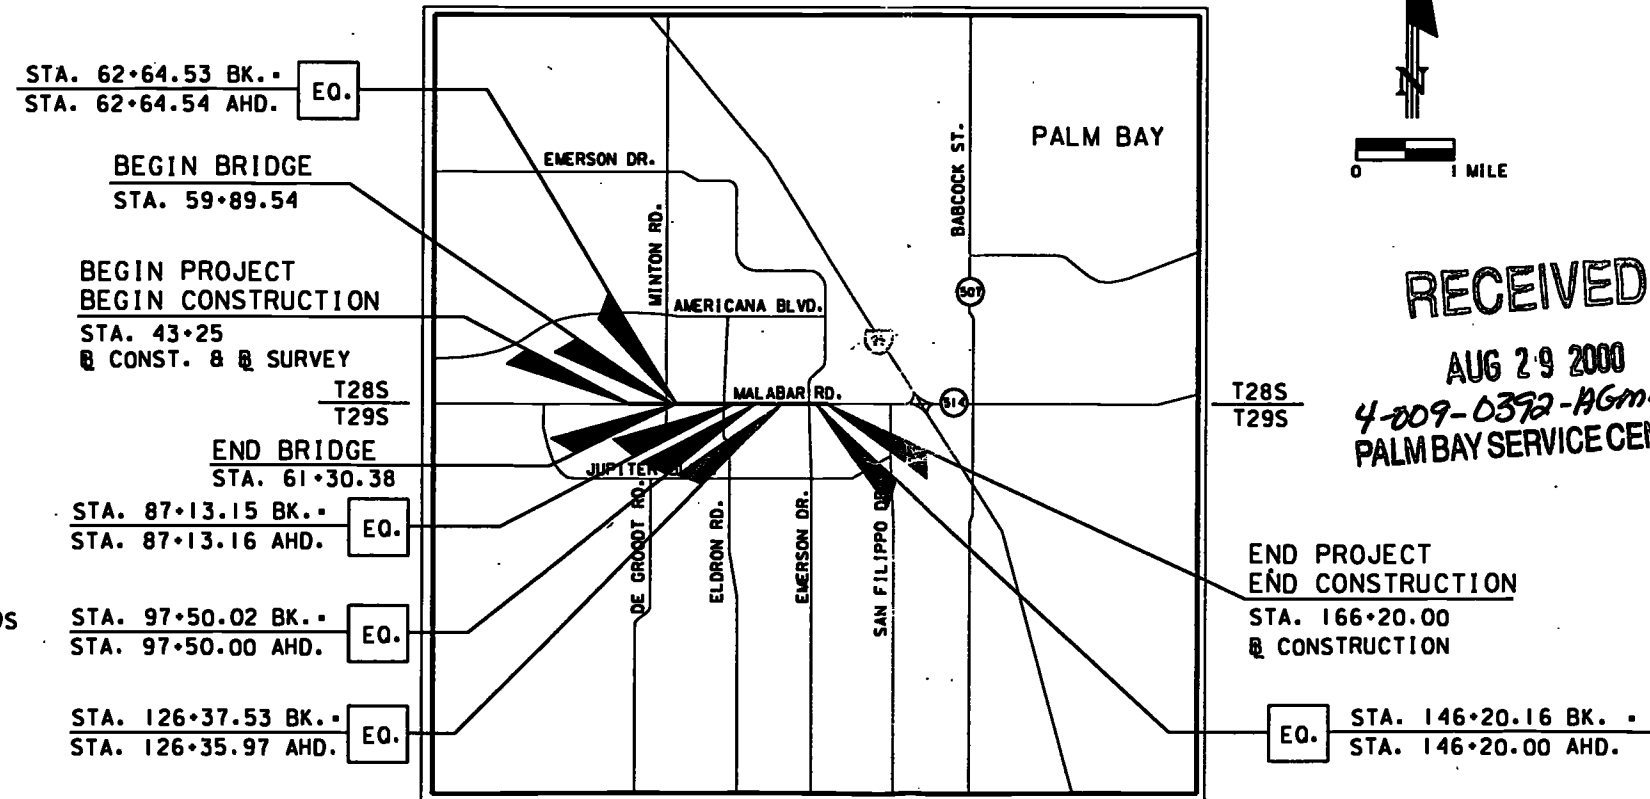 STA. 62+64.53 BK. =
STA. 62+64.54 AHD.
EQ.
BEGIN BRIDGE
STA. 59+89.54
BEGIN PROJECT
BEGIN CONSTRUCTION
STA. 43+25
BL CONST. & BL SURVEY
T28S
T29S
END BRIDGE
STA. 61+30.38
STA. 87+13.15 BK. =
STA. 87+13.16 AHD.
EQ.
STA. 97+50.02 BK. =
STA. 97+50.00 AHD.
EQ.
STA. 126+37.53 BK. =
STA. 126+35.97 AHD.
EQ.
EMERSON DR.
MINTON RD.
AMERICANA BLVD.
MALABAR RD.
BABCOCK ST.
PALM BAY
507
514
JUPITER
DE GROODT RD.
ELDRON RD.
EMERSON DR.
SAN FILIPPO DR.
N
0 1 MILE
RECEIVED
AUG 29 2000
4-009-0392-AGM
PALM BAY SERVICE CEN
T28S
T29S
END PROJECT
END CONSTRUCTION
STA. 166+20.00
BL CONSTRUCTION
EQ.
STA. 146+20.16 BK. =
STA. 146+20.00 AHD.